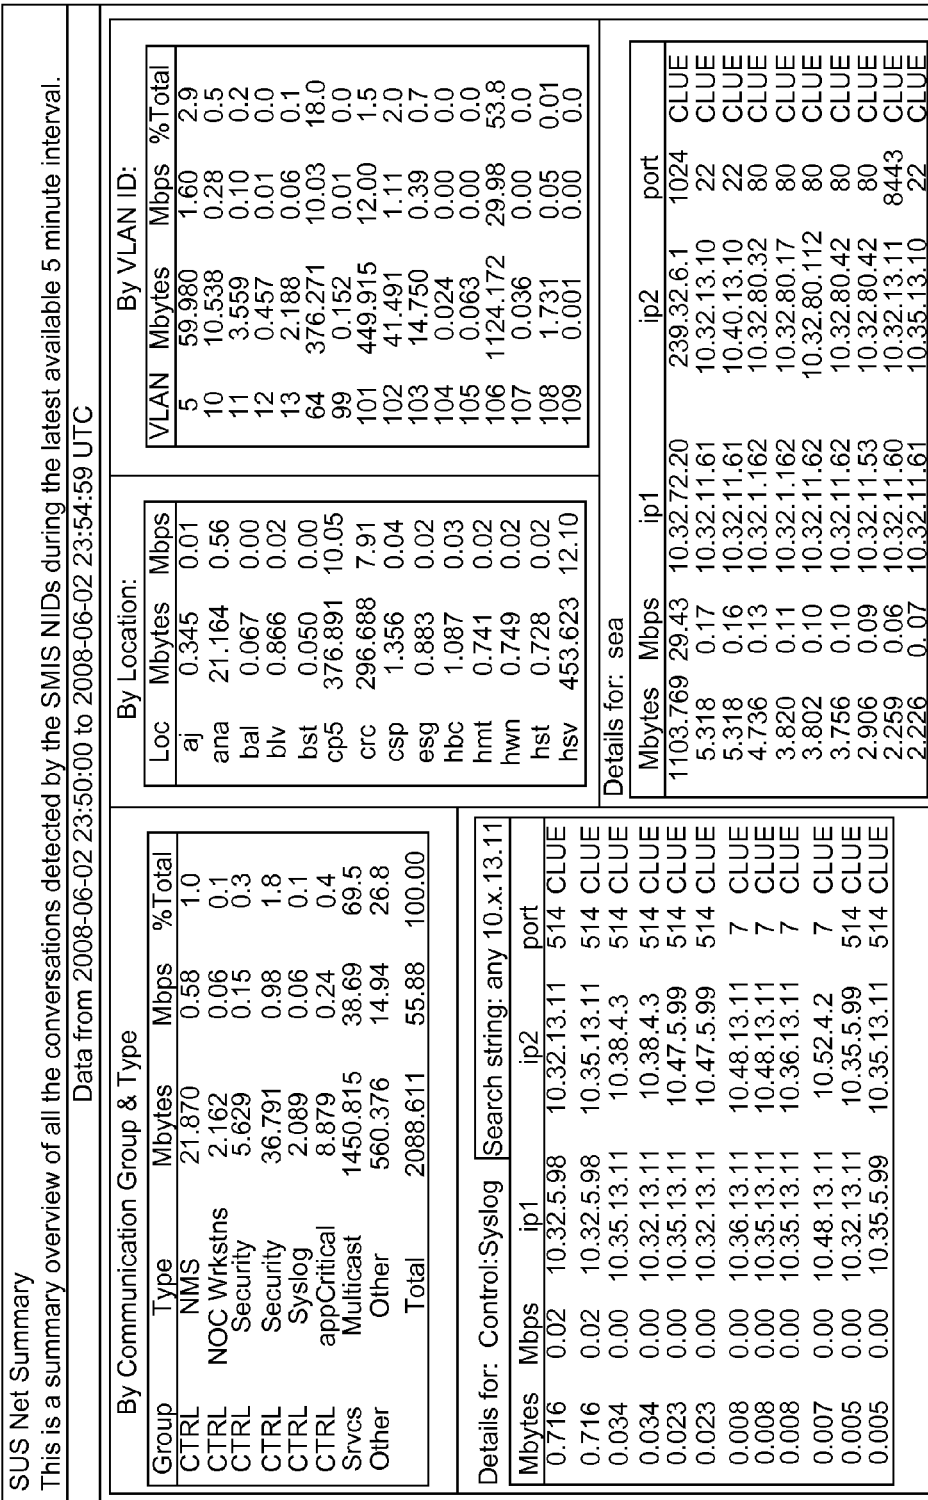 SUS Net Summary
This is a summary overview of all the conversations detected by the SMIS NIDs during the latest available 5 minute interval.
Data from 2008-06-02 23:50:00 to 2008-06-02 23:54:59 UTC
By Communication Group & Type
Group Type Mbytes Mbps %Total
CTRL NMS 21.870 0.58 1.0
CTRL NOC Wrkstns 2.162 0.06 0.1
CTRL Security 5.629 0.15 0.3
CTRL Security 36.791 0.98 1.8
CTRL Syslog 2.089 0.06 0.1
CTRL appCritical 8.879 0.24 0.4
Srvcs Multicast 1450.815 38.69 69.5
Other Other 560.376 14.94 26.8
Total 2088.611 55.88 100.00
By Location:
Loc Mbytes Mbps
aj 0.345 0.01
ana 21.164 0.56
bal 0.067 0.00
blv 0.866 0.02
bst 0.050 0.00
cp5 376.891 10.05
crc 296.688 7.91
csp 1.356 0.04
esg 0.883 0.02
hbc 1.087 0.03
hmt 0.741 0.02
hwn 0.749 0.02
hst 0.728 0.02
hsv 453.623 12.10
By VLAN ID:
VLAN Mbytes Mbps %Total
5 59.980 1.60 2.9
10 10.538 0.28 0.5
11 3.559 0.10 0.2
12 0.457 0.01 0.0
13 2.188 0.06 0.1
64 376.271 10.03 18.0
99 0.152 0.01 0.0
101 449.915 12.00 1.5
102 41.491 1.11 2.0
103 14.750 0.39 0.7
104 0.024 0.00 0.0
105 0.063 0.00 0.0
106 1124.172 29.98 53.8
107 0.036 0.00 0.0
108 1.731 0.05 0.01
109 0.001 0.00 0.0
Details for: Control:Syslog Search string: any 10.x.13.11
Mbytes Mbps ip1 ip2 port
0.716 0.02 10.32.5.98 10.32.13.11 514 CLUE
0.716 0.02 10.32.5.98 10.35.13.11 514 CLUE
0.034 0.00 10.35.13.11 10.38.4.3 514 CLUE
0.034 0.00 10.32.13.11 10.38.4.3 514 CLUE
0.023 0.00 10.35.13.11 10.47.5.99 514 CLUE
0.023 0.00 10.32.13.11 10.47.5.99 514 CLUE
0.008 0.00 10.36.13.11 10.48.13.11 7 CLUE
0.008 0.00 10.35.13.11 10.48.13.11 7 CLUE
0.008 0.00 10.35.13.11 10.36.13.11 7 CLUE
0.007 0.00 10.48.13.11 10.52.4.2 7 CLUE
0.005 0.00 10.32.13.11 10.35.5.99 514 CLUE
0.005 0.00 10.35.5.99 10.35.13.11 514 CLUE
Details for: sea
Mbytes Mbps ip1 ip2 port
1103.769 29.43 10.32.72.20 239.32.6.1 1024 CLUE
5.318 0.17 10.32.11.61 10.32.13.10 22 CLUE
5.318 0.16 10.32.11.61 10.40.13.10 22 CLUE
4.736 0.13 10.32.1.162 10.32.80.32 80 CLUE
3.820 0.11 10.32.1.162 10.32.80.17 80 CLUE
3.802 0.10 10.32.11.62 10.32.80.112 80 CLUE
3.756 0.10 10.32.11.62 10.32.80.42 80 CLUE
2.906 0.09 10.32.11.53 10.32.80.42 80 CLUE
2.259 0.06 10.32.11.60 10.32.13.11 8443 CLUE
2.226 0.07 10.32.11.61 10.35.13.10 22 CLUE